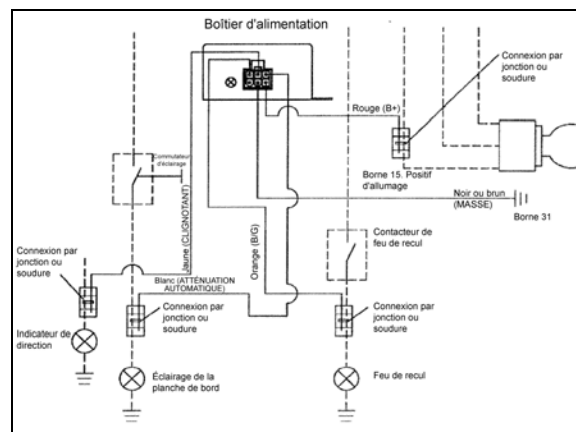 Boîtier d'alimentation
Connexion par
jonction ou
soudure
Rouge (B+)
Commutateur
d'éclairage
Borne 15. Positif
d'allumage
Noir ou brun
(MASSE)
Borne 31
Jaune (CLIGNOTANT)
Orange (B/G)
Contacteur de
feu de recul
Connexion par
jonction ou
soudure
Blanc (ATTÉNUATION
AUTOMATIQUE)
Connexion par
jonction ou
soudure
Connexion par
jonction ou
soudure
Indicateur de
direction
Éclairage de la
planche de bord
Feu de recul